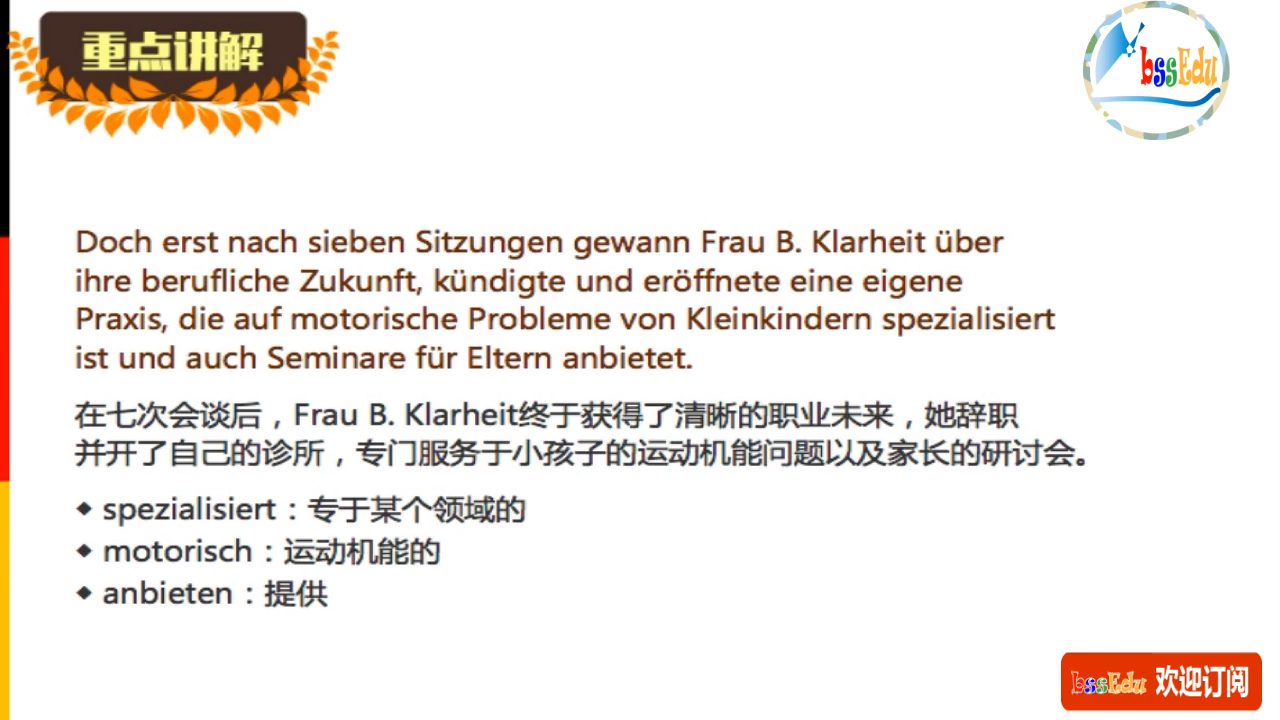 重点讲解
bssEdu
Doch erst nach sieben Sitzungen gewann Frau B. Klarheit über
ihre berufliche Zukunft, kündigte und eröffnete eine eigene
Praxis, die auf motorische Probleme von Kleinkindern spezialisiert
ist und auch Seminare für Eltern anbietet.
在七次会谈后，Frau B. Klarheit终于获得了清晰的职业未来，她辞职
并开了自己的诊所，专门服务于小孩子的运动机能问题以及家长的研讨会。
◆ spezialisiert：专于某个领域的
◆ motorisch：运动机能的
◆ anbieten：提供
bssEdu 欢迎订阅